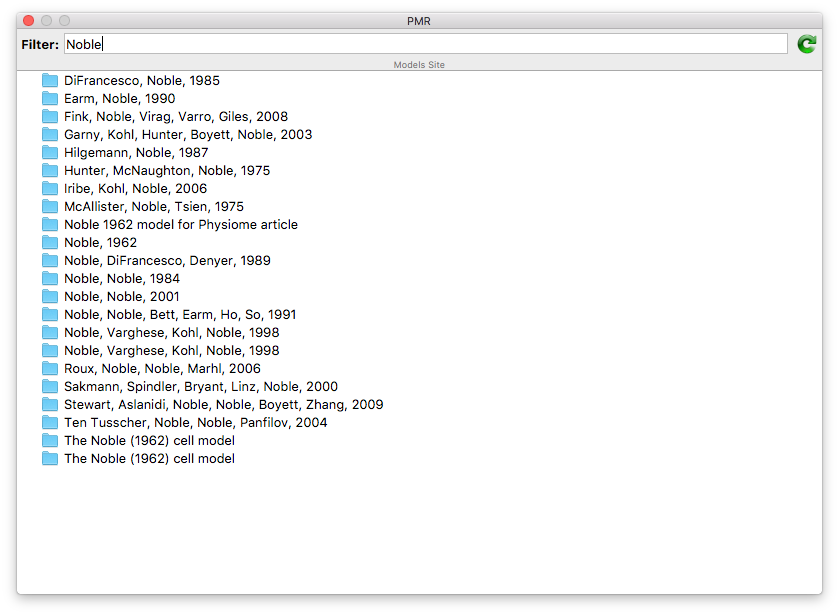 PMR
Filter: Noble
Models Site
DiFrancesco, Noble, 1985
Earm, Noble, 1990
Fink, Noble, Virag, Varro, Giles, 2008
Garny, Kohl, Hunter, Boyett, Noble, 2003
Hilgemann, Noble, 1987
Hunter, McNaughton, Noble, 1975
Iribe, Kohl, Noble, 2006
McAllister, Noble, Tsien, 1975
Noble 1962 model for Physiome article
Noble, 1962
Noble, DiFrancesco, Denyer, 1989
Noble, Noble, 1984
Noble, Noble, 2001
Noble, Noble, Bett, Earm, Ho, So, 1991
Noble, Varghese, Kohl, Noble, 1998
Noble, Varghese, Kohl, Noble, 1998
Roux, Noble, Noble, Marhl, 2006
Sakmann, Spindler, Bryant, Linz, Noble, 2000
Stewart, Aslanidi, Noble, Noble, Boyett, Zhang, 2009
Ten Tusscher, Noble, Noble, Panfilov, 2004
The Noble (1962) cell model
The Noble (1962) cell model